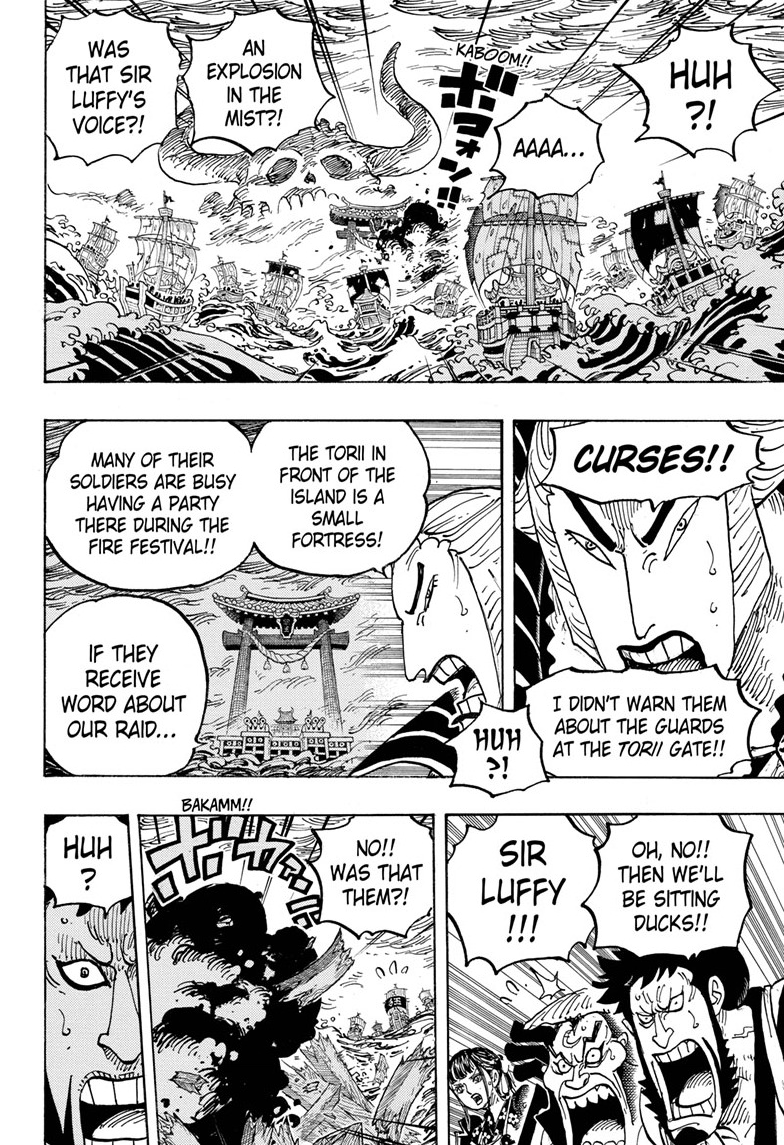 HUH
?!
AAAA...
KABOOM!!
ボコォン!!
AN
EXPLOSION
IN THE
MIST?!
WAS
THAT SIR
LUFFY'S
VOICE?!
CURSES!!
I DIDN'T WARN THEM
ABOUT THE GUARDS
AT THE TORII GATE!!
HUH
?!
THE TORII IN
FRONT OF THE
ISLAND IS A
SMALL
FORTRESS!
MANY OF THEIR
SOLDIERS ARE BUSY
HAVING A PARTY
THERE DURING THE
FIRE FESTIVAL!!
IF THEY
RECEIVE
WORD ABOUT
OUR RAID...
OH, NO!!
THEN WE'LL
BE SITTING
DUCKS!!
SIR
LUFFY
!!!
NO!!
WAS THAT
THEM?!
BAKAMM!!
HUH
?